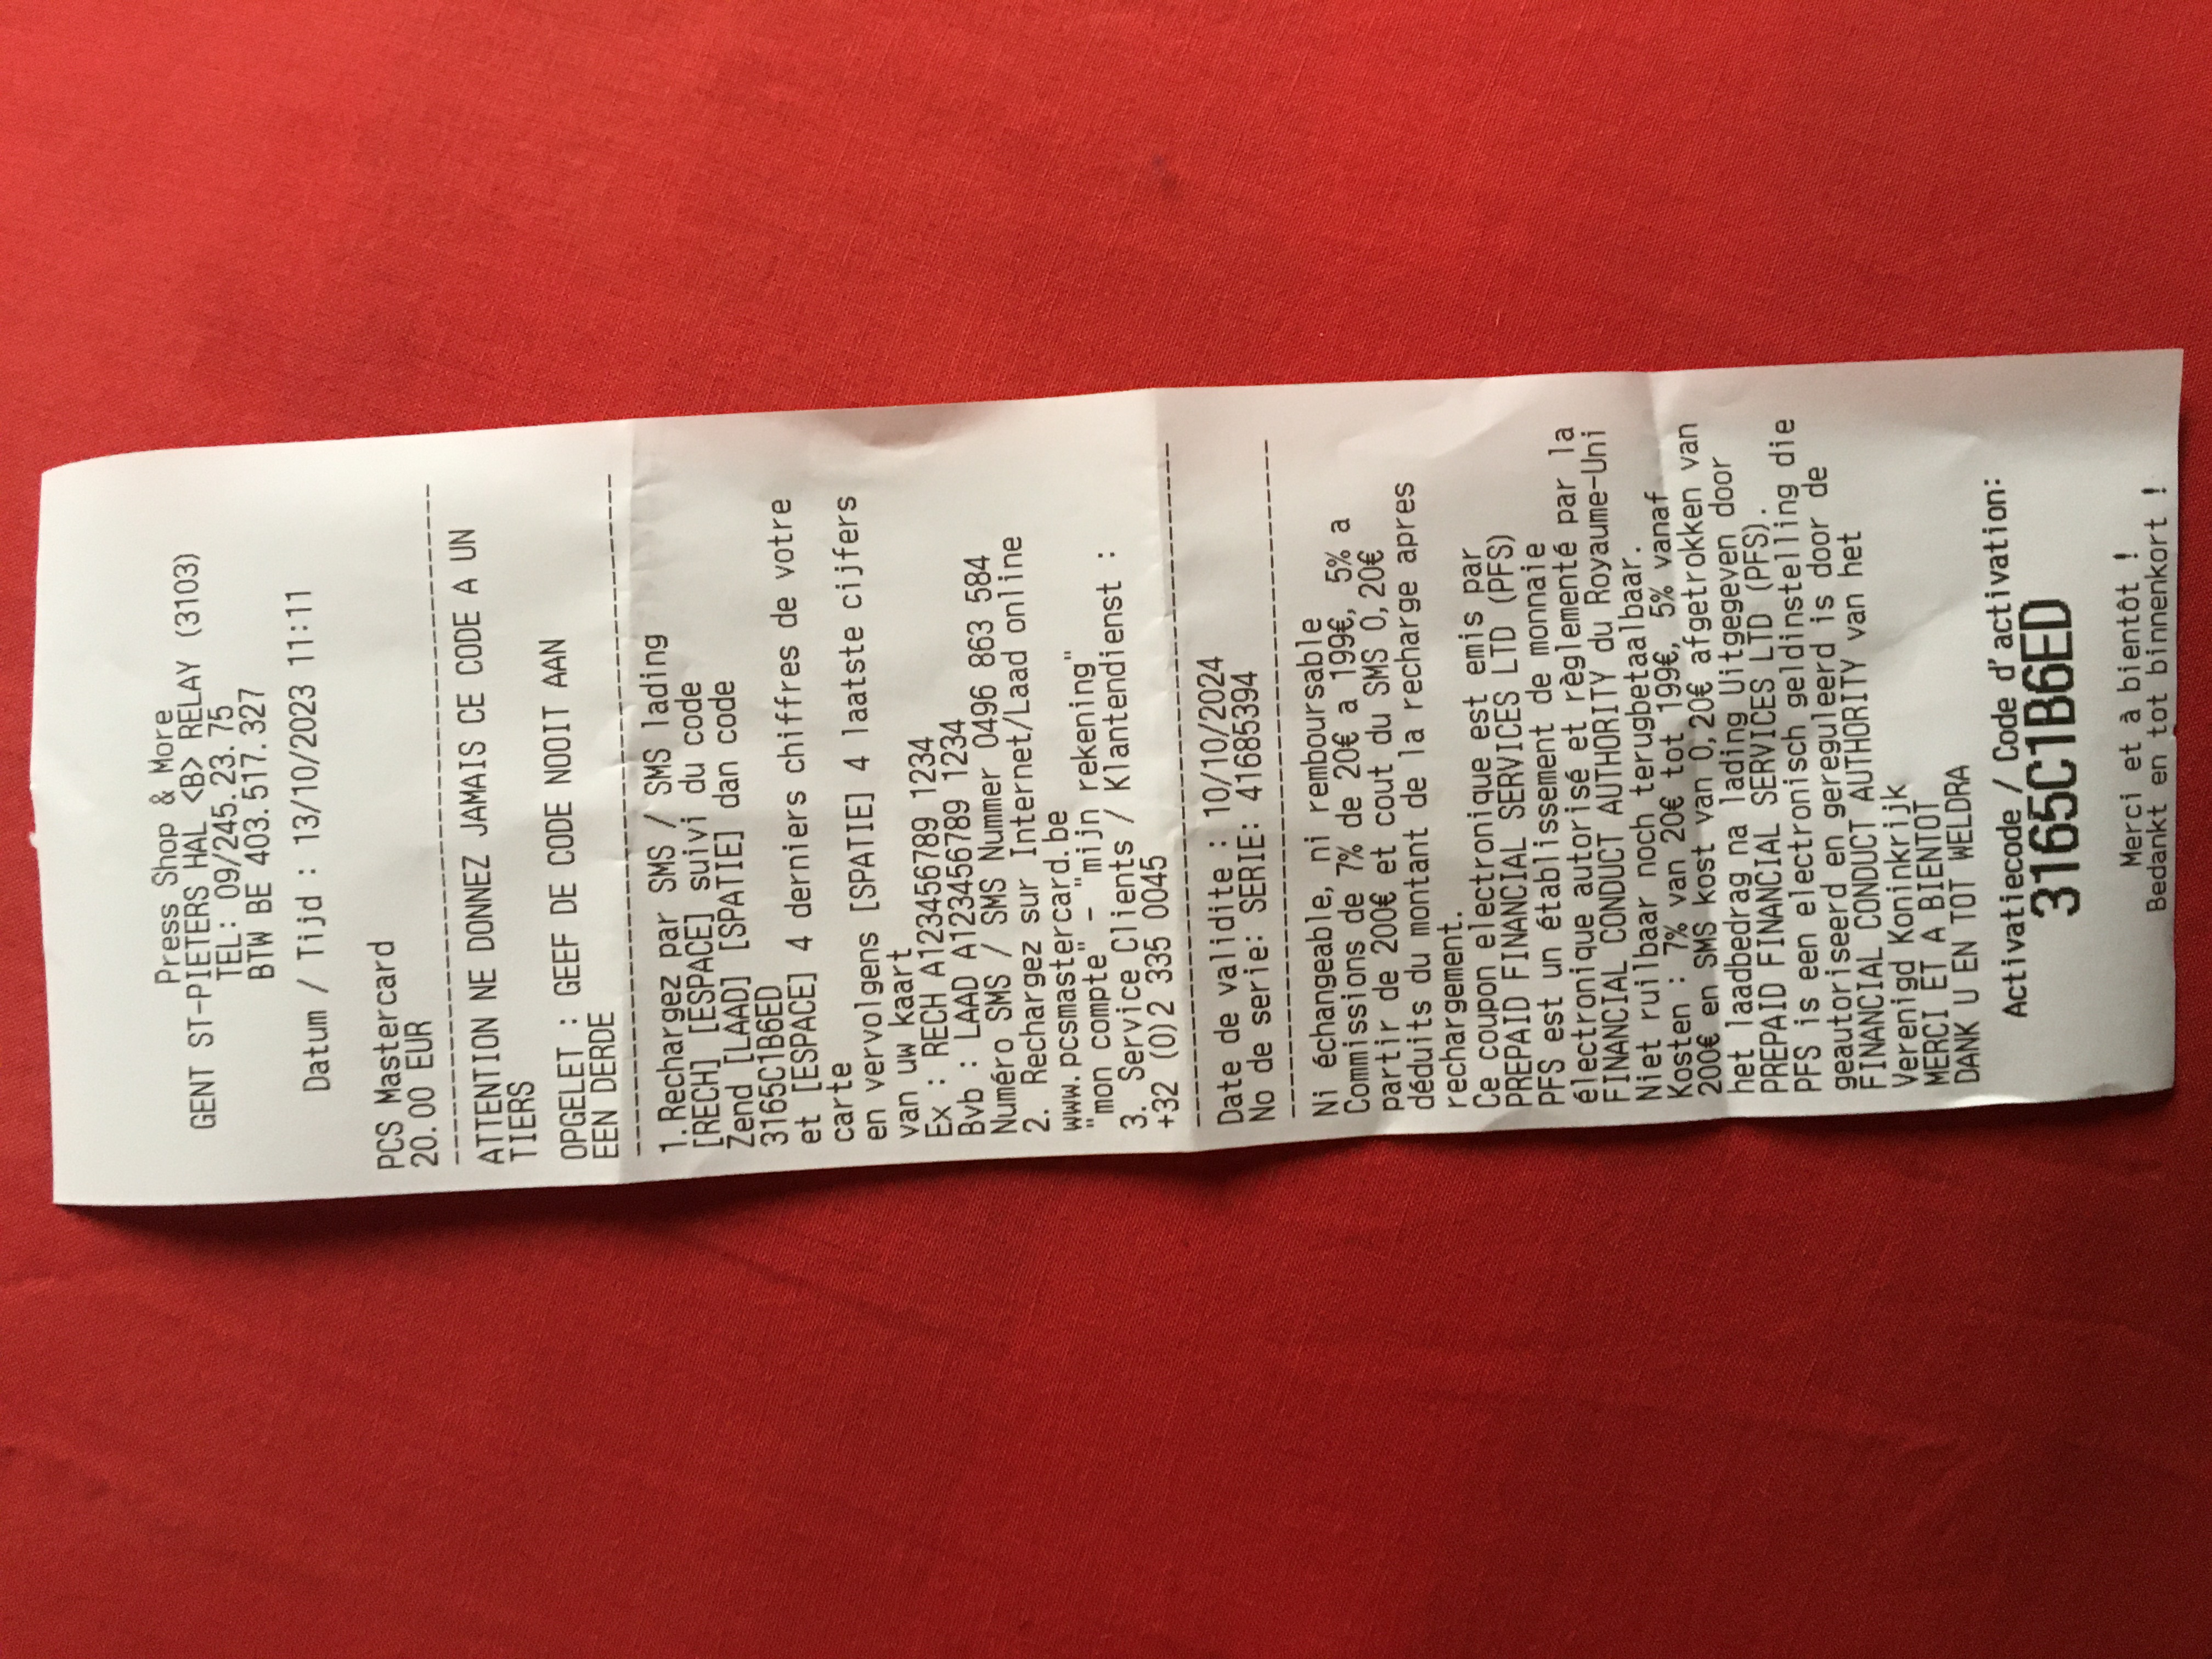 Press Shop & More
GENT ST-PIETERS HAL <B> RELAY (3103)
TEL: 09/245.23.75
BTW BE 403.517.327
Datum / Tijd : 13/10/2023 11:11
PCS Mastercard
20.00 EUR
ATTENTION NE DONNEZ JAMAIS CE CODE A UN
TIERS
OPGELET : GEEF DE CODE NOOIT AAN
EEN DERDE
1.Rechargez par SMS / SMS lading
[RECH] [ESPACE] suivi du code
Zend [LAAD] [SPATIE] dan code
3165C1B6ED
et [ESPACE] 4 derniers chiffres de votre
carte
en vervolgens [SPATIE] 4 laatste cijfers
van uw kaart
Ex : RECH A123456789 1234
Bvb : LAAD A123456789 1234
Numéro SMS / SMS Nummer 0496 863 584
2. Rechargez sur Internet/Laad online
www.pcsmastercard.be
"mon compte" - "mijn rekening"
3. Service Clients / Klantendienst :
+32 (0)2 335 0045
Date de validite : 10/10/2024
No de serie: SERIE: 41685394
Ni échangeable, ni remboursable
Commissions de 7% de 20€ a 199€, 5% a
partir de 200€ et cout du SMS 0,20€
déduits du montant de la recharge apres
rechargement.
Ce coupon electronique est emis par
PREPAID FINANCIAL SERVICES LTD (PFS)
PFS est un établissement de monnaie
électronique autorisé et règlementé par la
FINANCIAL CONDUCT AUTHORITY du Royaume-Uni
Niet ruilbaar noch terugbetaalbaar.
Kosten : 7% van 20€ tot 199€, 5% vanaf
200€ en SMS kost van 0,20€ afgetrokken van
het laadbedrag na lading Uitgegeven door
PREPAID FINANCIAL SERVICES LTD (PFS).
PFS is een electronisch geldinstelling die
geautoriseerd en gereguleerd is door de
FINANCIAL CONDUCT AUTHORITY van het
Verenigd Koninkrijk
MERCI ET A BIENTOT
DANK U EN TOT WELDRA
Activatiecode / Code d'activation:
3165C1B6ED
Merci et à bientôt !
Bedankt en tot binnenkort !